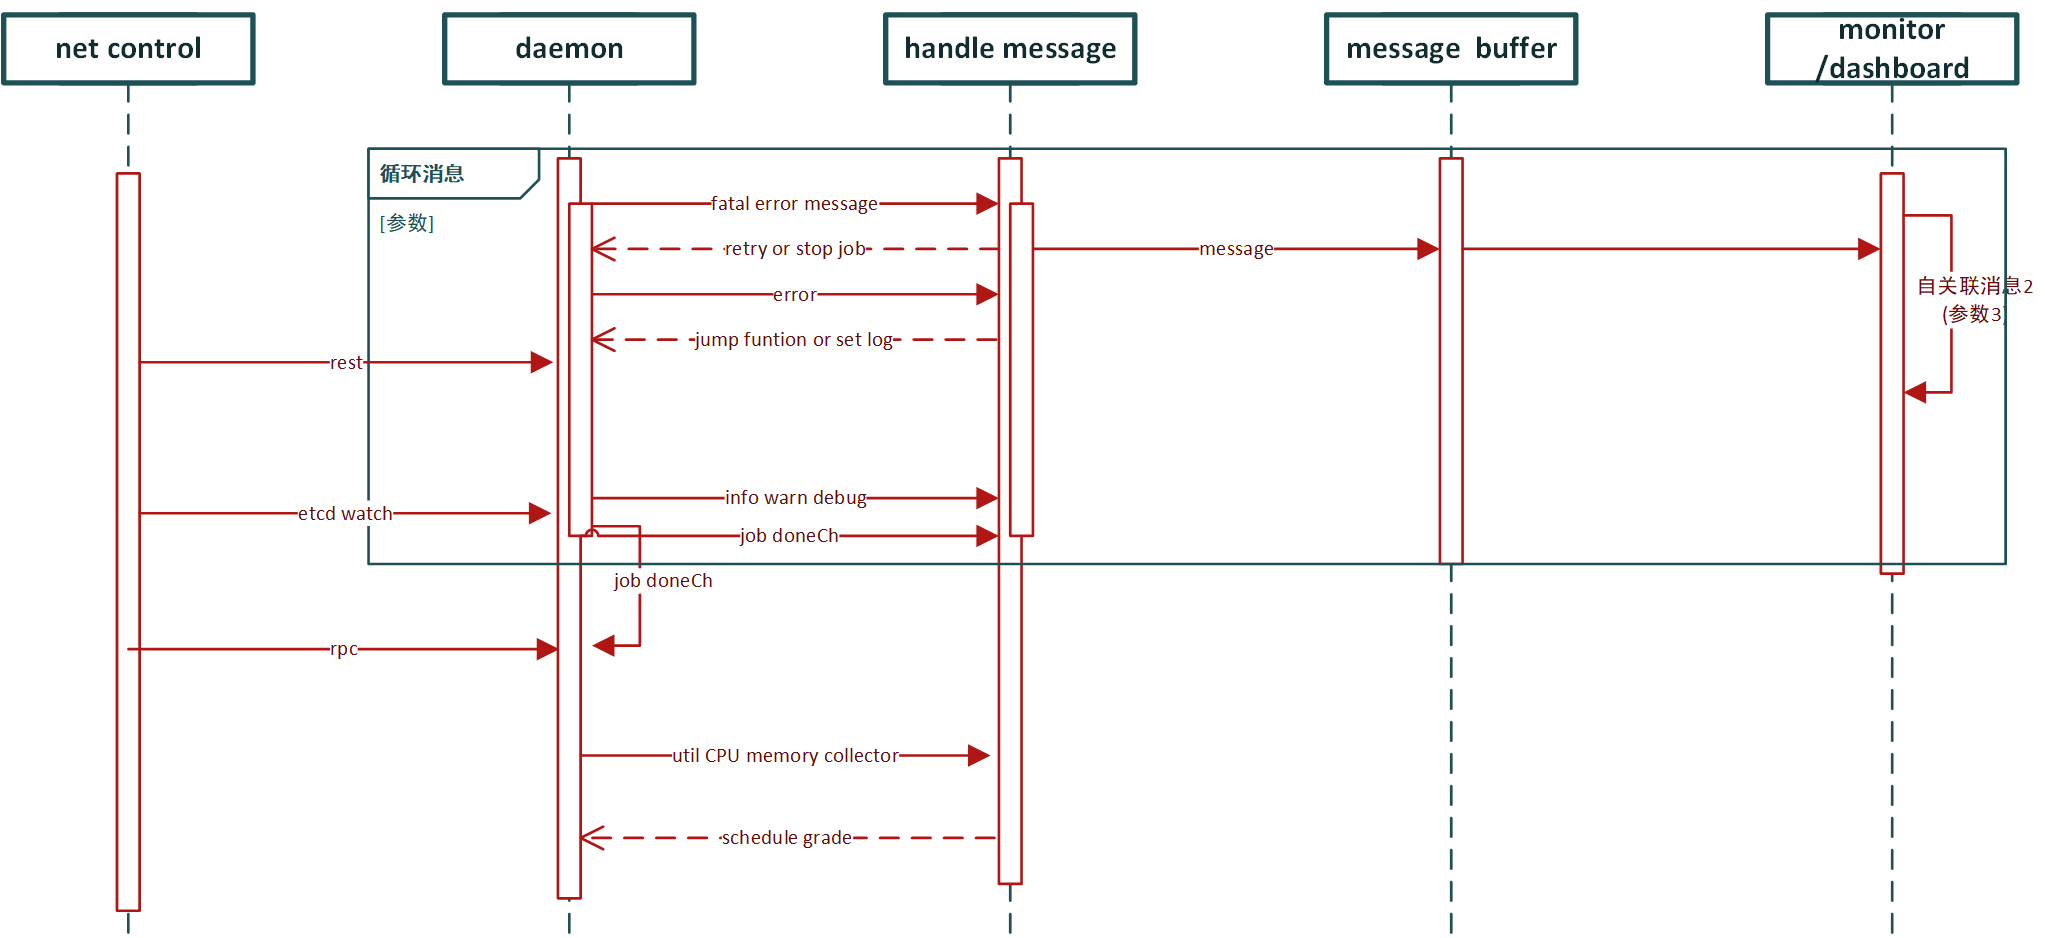 net control
daemon
handle message
message buffer
monitor
/dashboard
循环消息
[参数]
fatal error message
retry or stop job
message
error
自关联消息2
(参数3)
jump funtion or set log
rest
info warn debug
etcd watch
job doneCh
job doneCh
rpc
util CPU memory collector
schedule grade